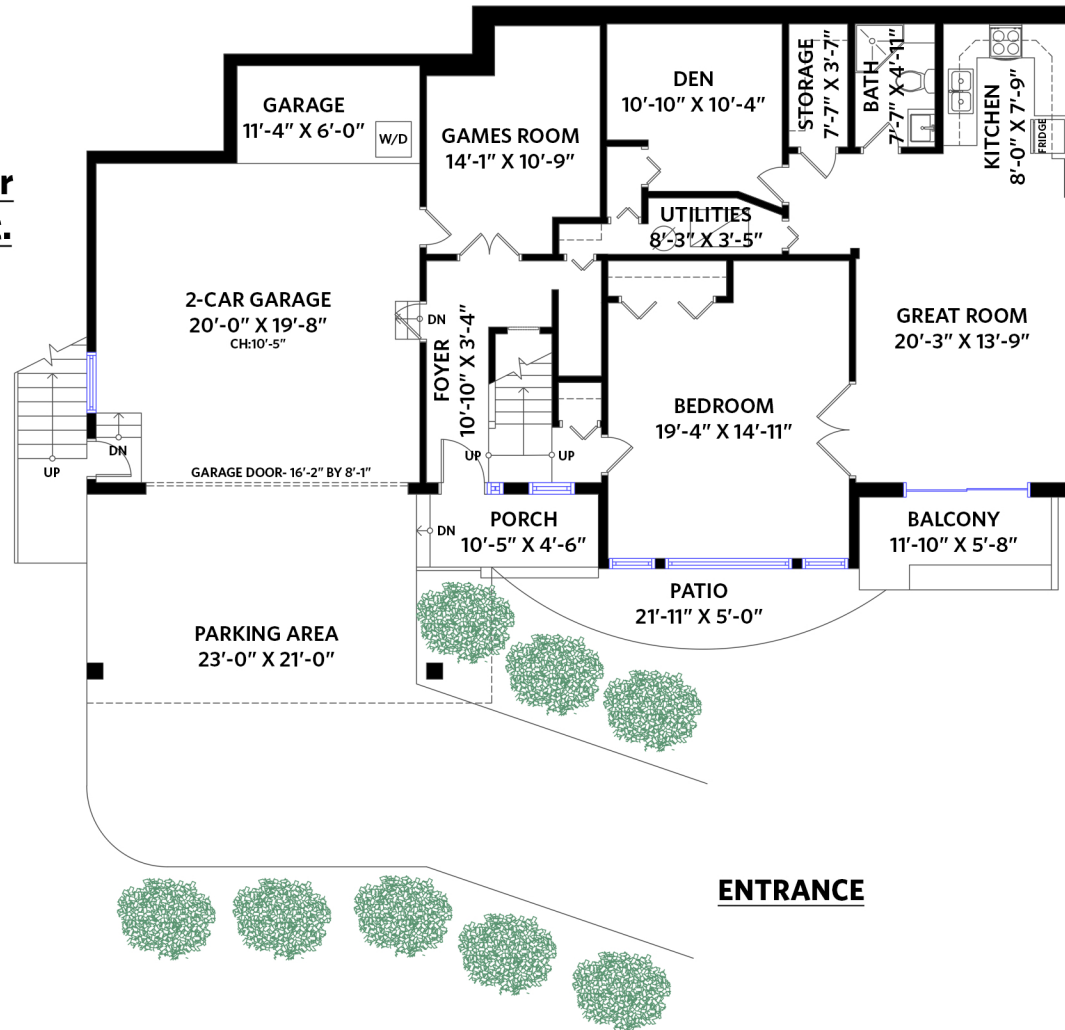 GARAGE
11'-4" X 6'-0"
W/D
GAMES ROOM
14'-1" X 10'-9"
DEN
10'-10" X 10'-4"
STORAGE
7'-7" X 3'-7"
BATH
7'-7" X 4'-11"
KITCHEN
8'-0" X 7'-9"
FRIDGE
UTILITIES
8'-3" X 3'-5"
2-CAR GARAGE
20'-0" X 19'-8"
CH:10'-5"
DN
FOYER
10'-10" X 3'-4"
GREAT ROOM
20'-3" X 13'-9"
BEDROOM
19'-4" X 14'-11"
DN
UP
UP
UP
GARAGE DOOR- 16'-2" BY 8'-1"
DN
PORCH
10'-5" X 4'-6"
BALCONY
11'-10" X 5'-8"
PATIO
21'-11" X 5'-0"
PARKING AREA
23'-0" X 21'-0"
ENTRANCE